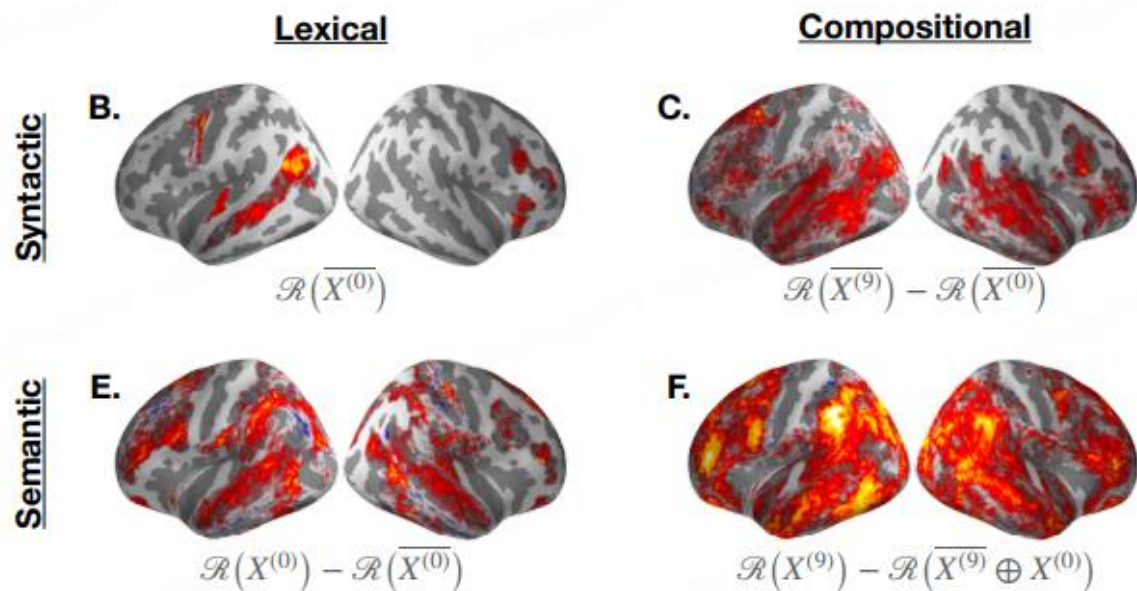 Lexical Compositional
Syntactic
B. C.
ℛ(X̅⁽⁰⁾) ℛ(X̅⁽⁹⁾) − ℛ(X̅⁽⁰⁾)
Semantic
E. F.
ℛ(X⁽⁰⁾) − ℛ(X̅⁽⁰⁾) ℛ(X⁽⁹⁾) − ℛ(X̅⁽⁹⁾ ⊕ X⁽⁰⁾)